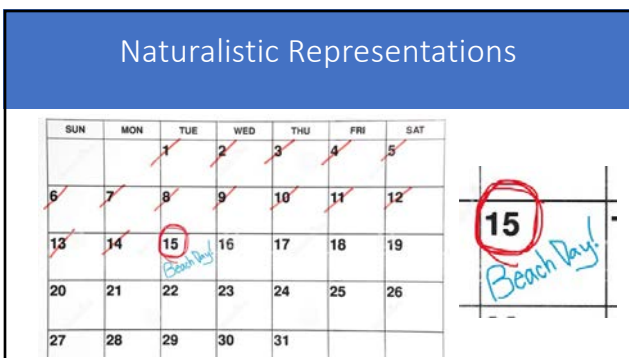 Naturalistic Representations
SUN MON TUE WED THU FRI SAT
1 2 3 4 5
6 7 8 9 10 11 12
13 14 15 16 17 18 19
Beach Day!
20 21 22 23 24 25 26
27 28 29 30 31
15
Beach Day!